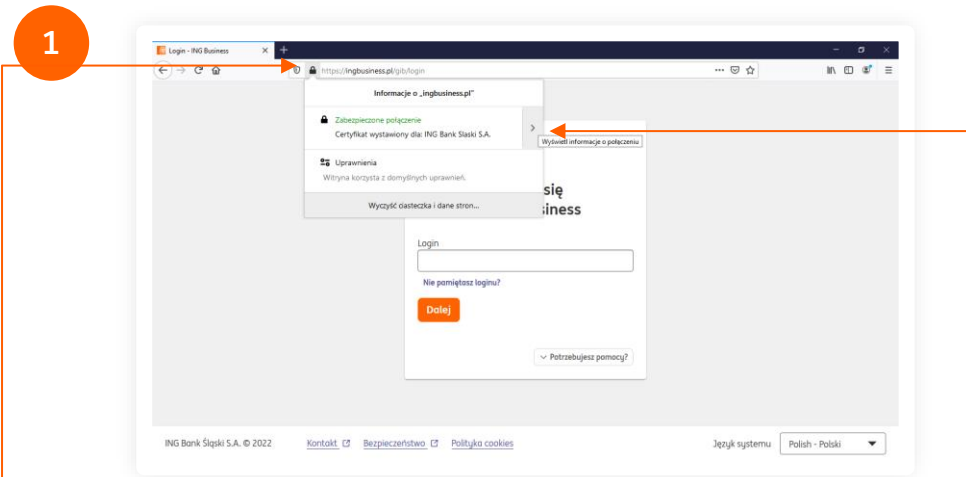 1
Login - ING Business
https://ingbusiness.pl/gib/login
Informacje o „ingbusiness.pl”
Zabezpieczone połączenie
Certyfikat wystawiony dla: ING Bank Slaski S.A.
Wyświetl informacje o połączeniu
Uprawnienia
Witryna korzysta z domyślnych uprawnień.
Wyczyść ciasteczka i dane stron...
się
siness
Login
Nie pamiętasz loginu?
Dalej
Potrzebujesz pomocy?
ING Bank Śląski S.A. © 2022 Kontakt Bezpieczeństwo Polityka cookies Język systemu Polish - Polski